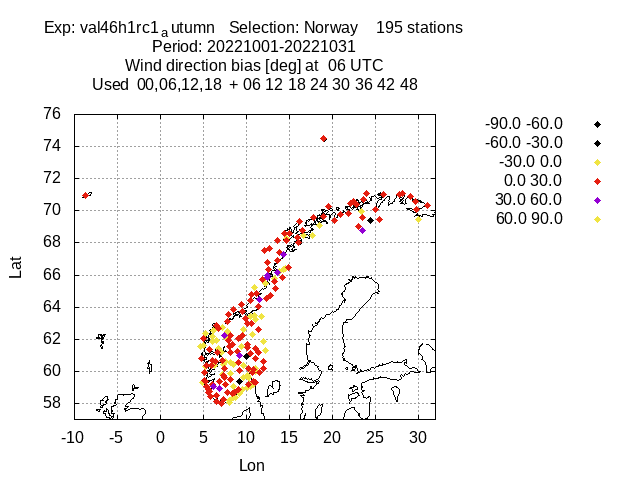 Exp: val46h1rc1 a utumn Selection: Norway 195 stations
Period: 20221001-20221031
Wind direction bias [deg] at 06 UTC
Used 00,06,12,18 + 06 12 18 24 30 36 42 48
76
74
72
70
68
66
64
62
60
58
Lat
-10 -5 0 5 10 15 20 25 30
Lon
-90.0 -60.0
-60.0 -30.0
-30.0 0.0
0.0 30.0
30.0 60.0
60.0 90.0